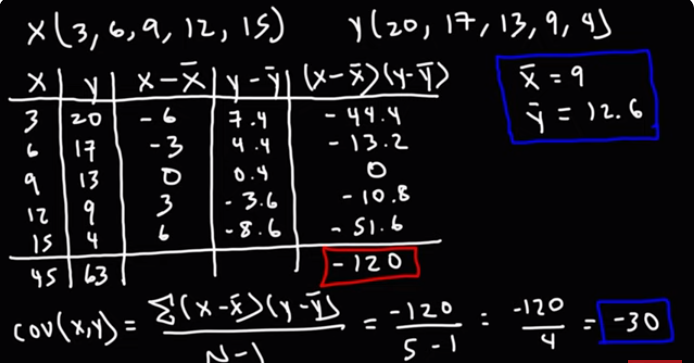 X(3, 6, 9, 12, 15) Y(20, 17, 13, 9, 4)
X | Y | X - X̄ | Y - Ȳ | (X - X̄)(Y - Ȳ)
3 | 20 | -6 | 7.4 | -44.4
6 | 17 | -3 | 4.4 | -13.2
9 | 13 | 0 | 0.4 | 0
12 | 9 | 3 | -3.6 | -10.8
15 | 4 | 6 | -8.6 | -51.6
45 | 63 | | | -120
X̄ = 9
Ȳ = 12.6
cov(x,y) = Σ(X - X̄)(Y - Ȳ) / N-1 = -120 / 5-1 = -120 / 4 = -30